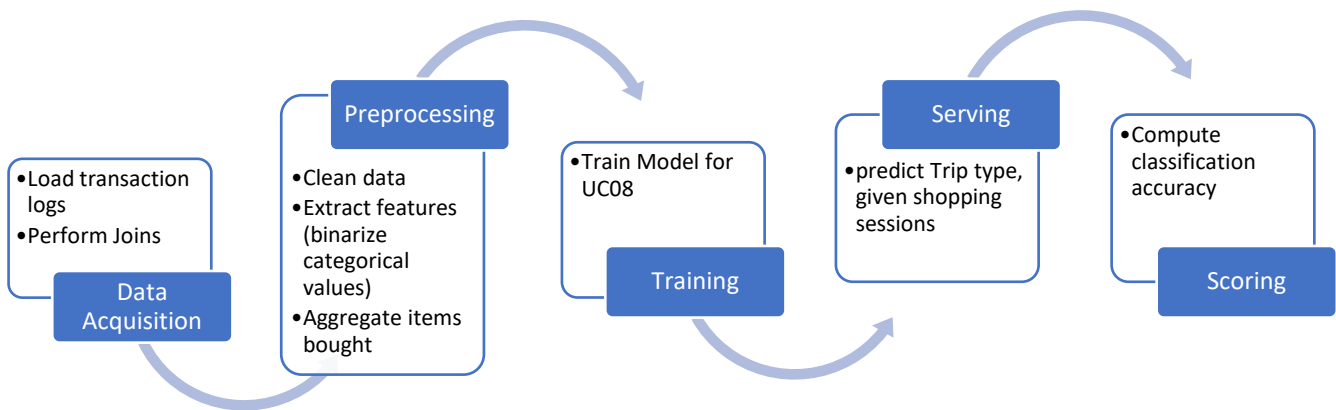 •Load transaction
logs
•Perform Joins
Data
Acquisition
Preprocessing
•Clean data
•Extract features
(binarize
categorical
values)
•Aggregate items
bought
•Train Model for
UC08
Training
Serving
•predict Trip type,
given shopping
sessions
•Compute
classification
accuracy
Scoring